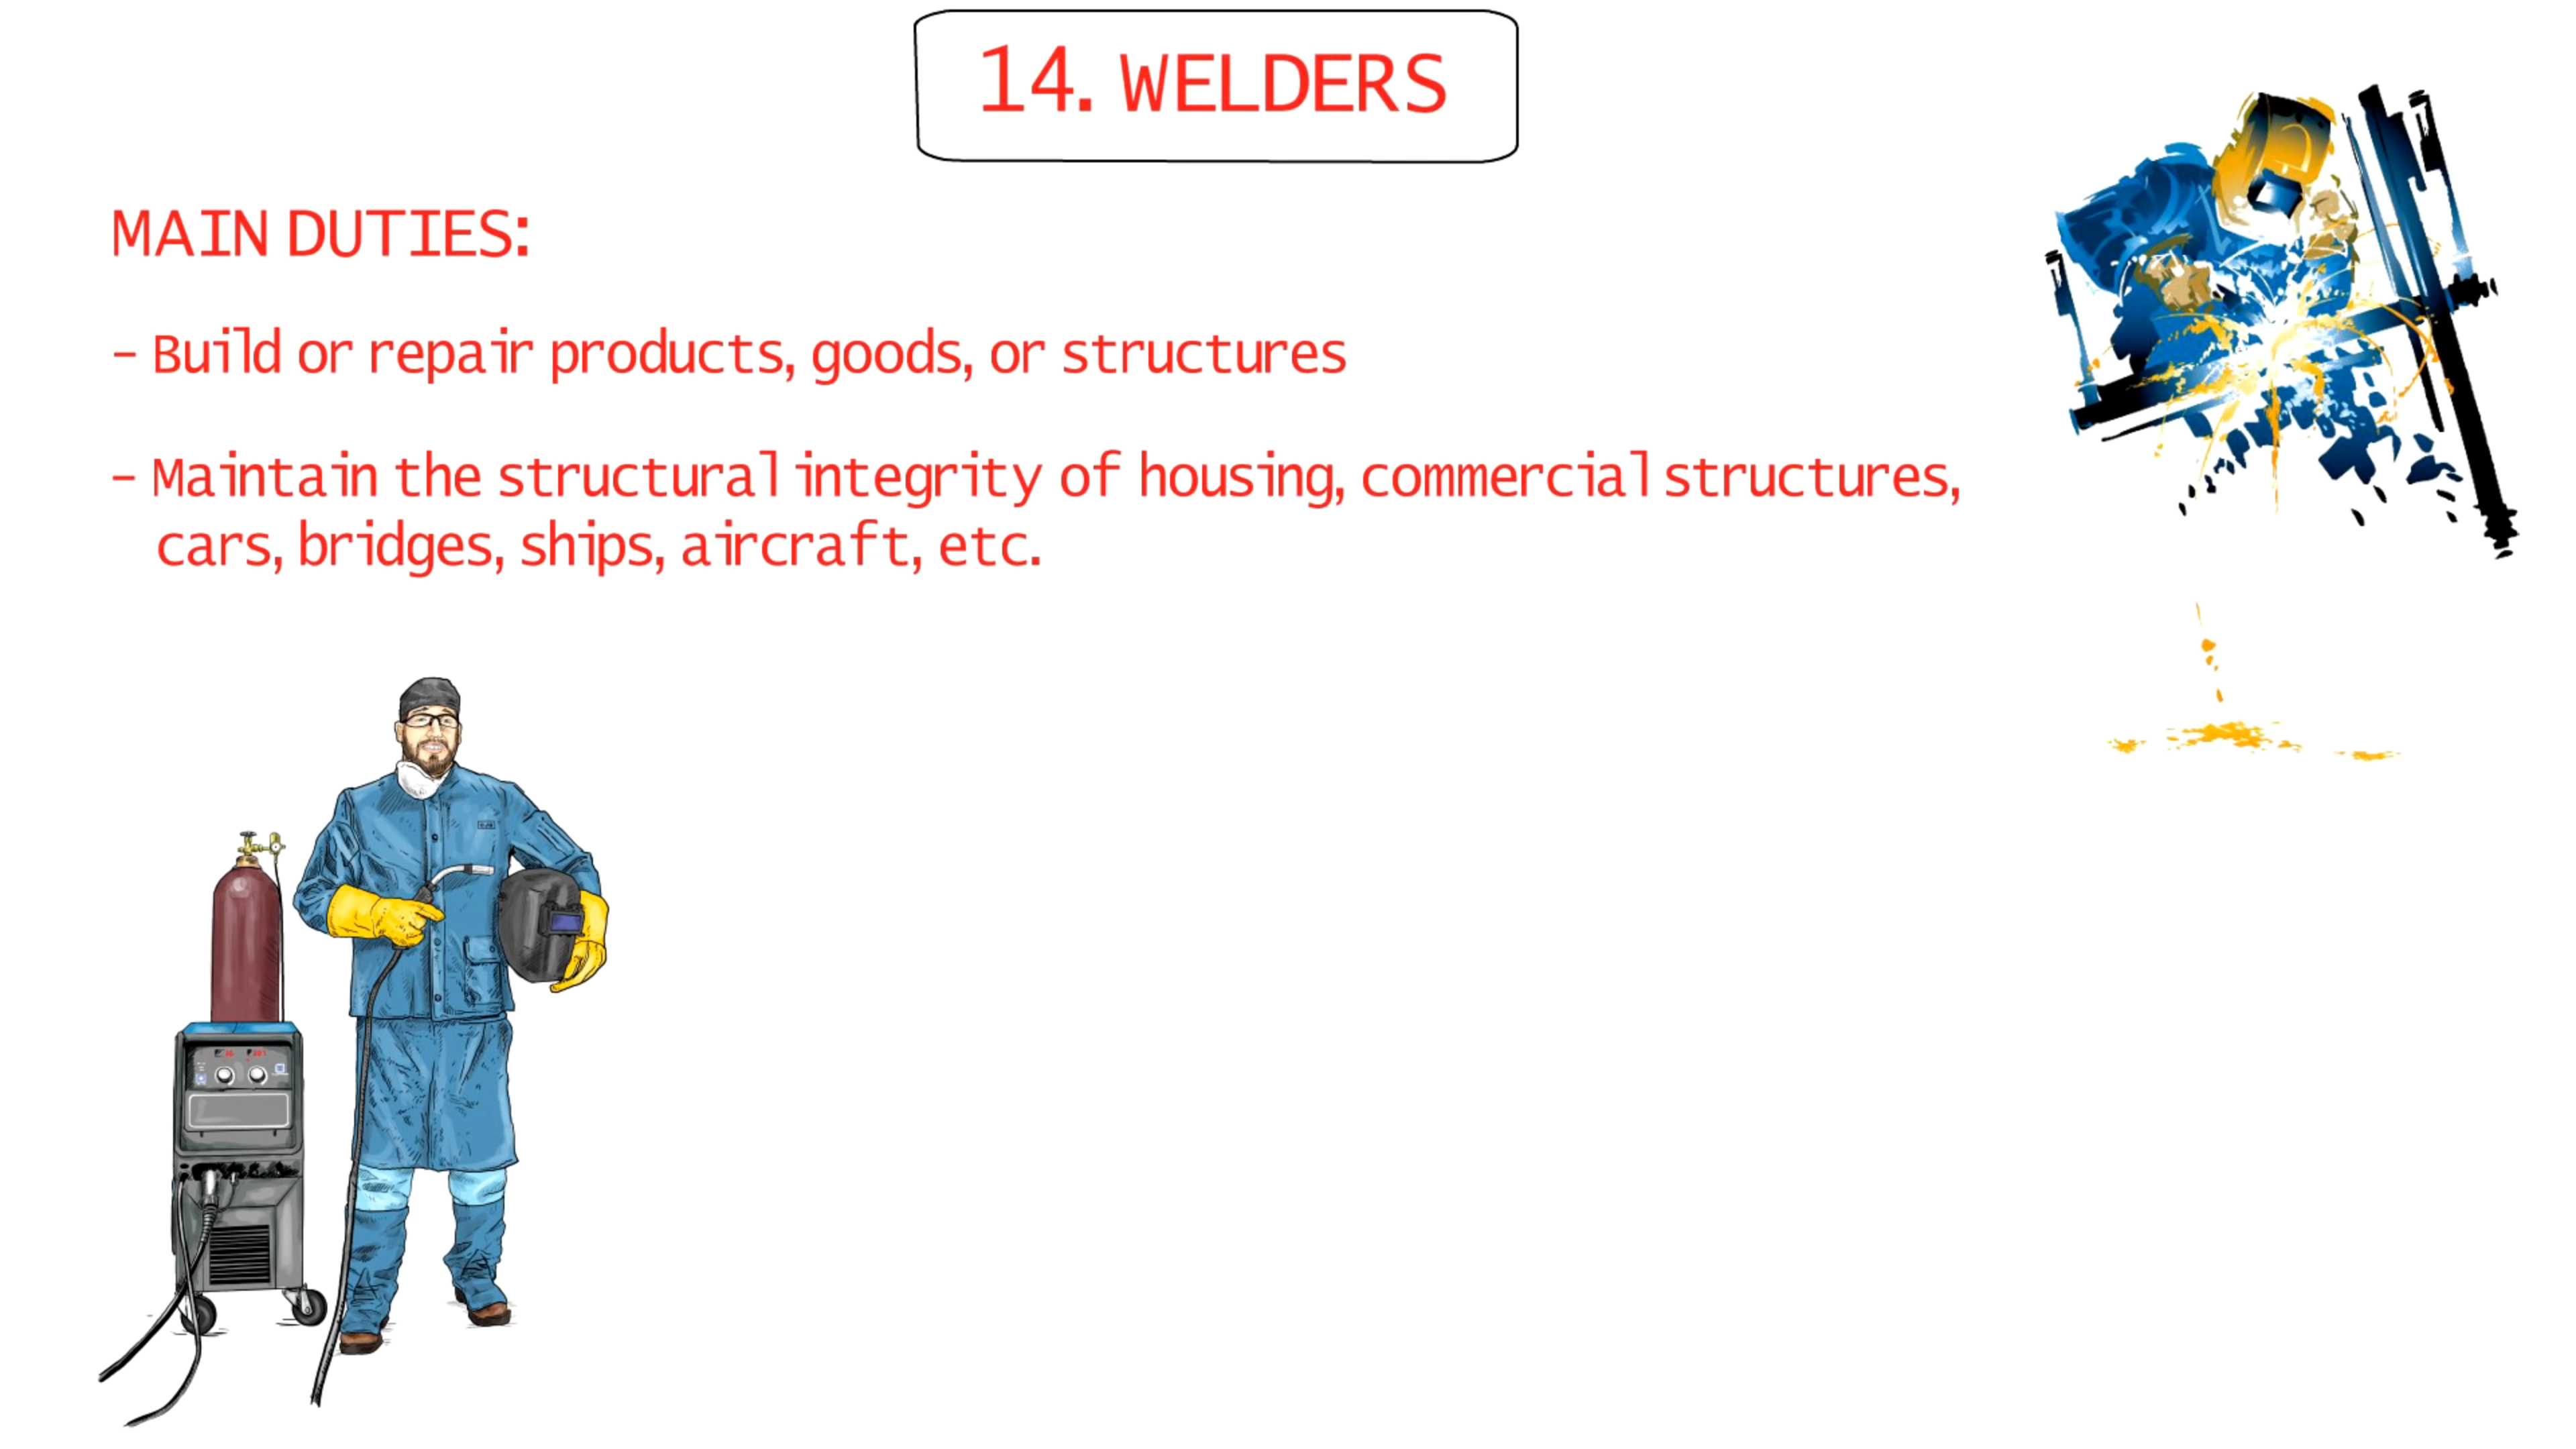 14. WELDERS
MAIN DUTIES:
- Build or repair products, goods, or structures
- Maintain the structural integrity of housing, commercial structures,
cars, bridges, ships, aircraft, etc.